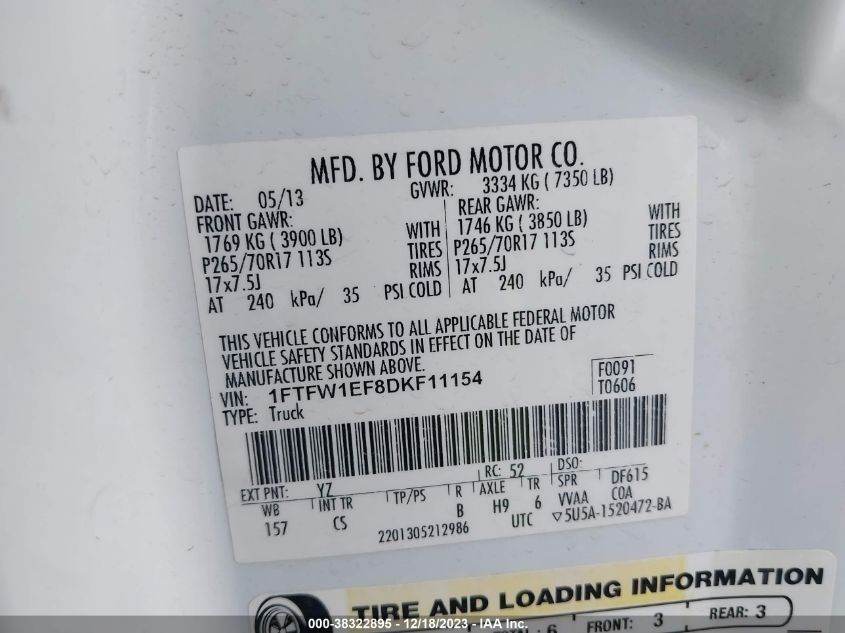 MFD. BY FORD MOTOR CO.
DATE: 05/13 GVWR: 3334 KG ( 7350 LB)
FRONT GAWR: REAR GAWR:
1769 KG ( 3900 LB) WITH 1746 KG ( 3850 LB) WITH
P265/70R17 113S TIRES P265/70R17 113S TIRES
17x7.5J RIMS 17x7.5J RIMS
AT 240 kPa/ 35 PSI COLD AT 240 kPa/ 35 PSI COLD
THIS VEHICLE CONFORMS TO ALL APPLICABLE FEDERAL MOTOR
VEHICLE SAFETY STANDARDS IN EFFECT ON THE DATE OF
MANUFACTURE SHOWN ABOVE.
VIN: 1FTFW1EF8DKF11154 F0091
TYPE: Truck T0606
EXT PNT: YZ RC: 52 DSO:
WB INT TR TP/PS R AXLE TR SPR DF615
157 CS B H9 6 VVAA COA
2201305212986 UTC ▽5U5A-1520472-BA
TIRE AND LOADING INFORMATION
TOTAL : 6 FRONT: 3 REAR: 3
000-38322895 - 12/18/2023 - IAA Inc.